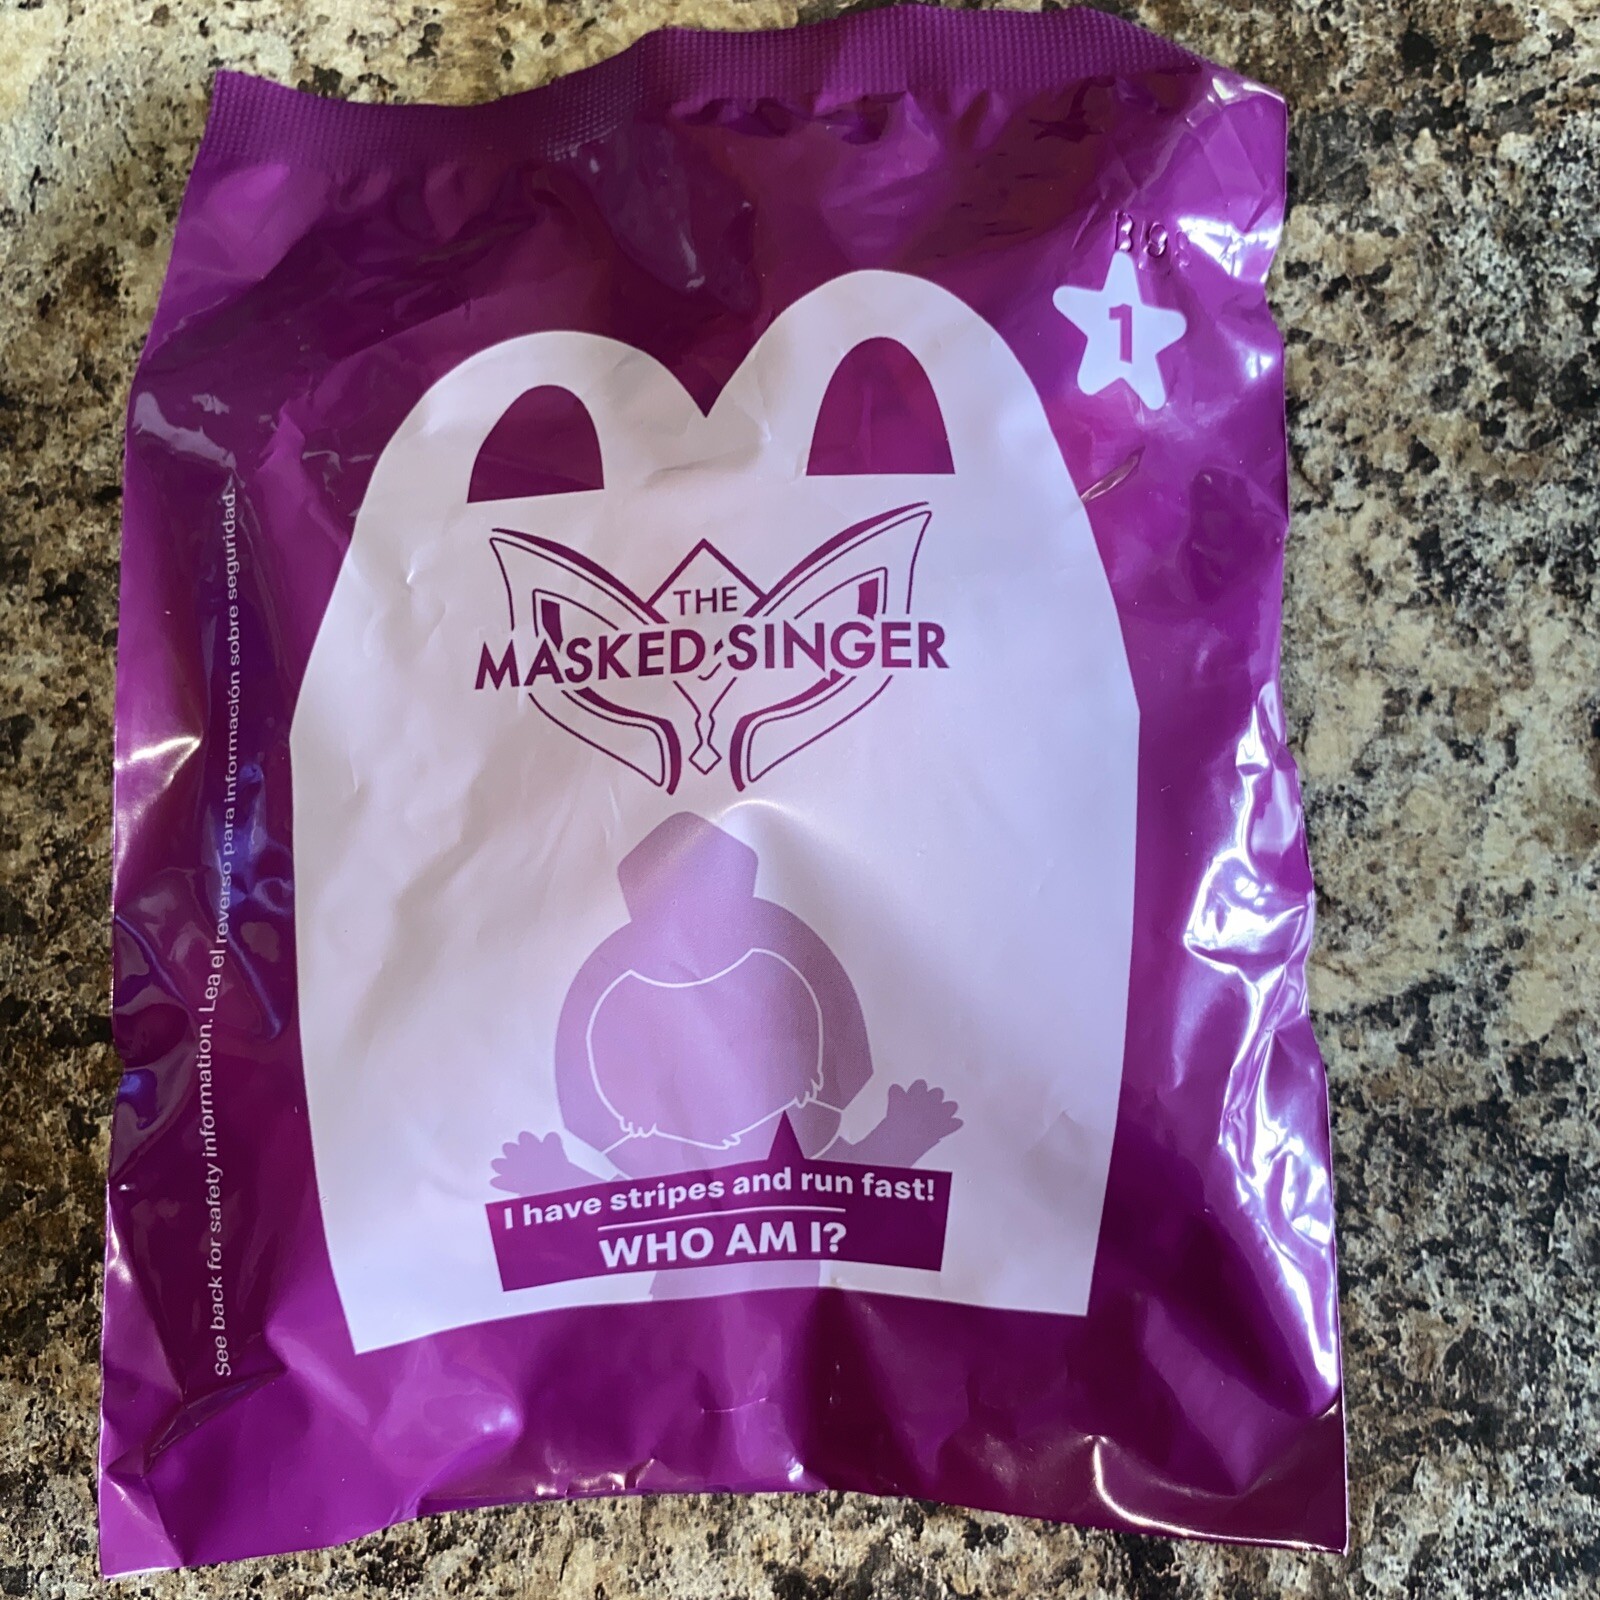 1
THE
MASKED SINGER
I have stripes and run fast!
WHO AM I?
See back for safety information. Lea el reverso para información sobre seguridad.